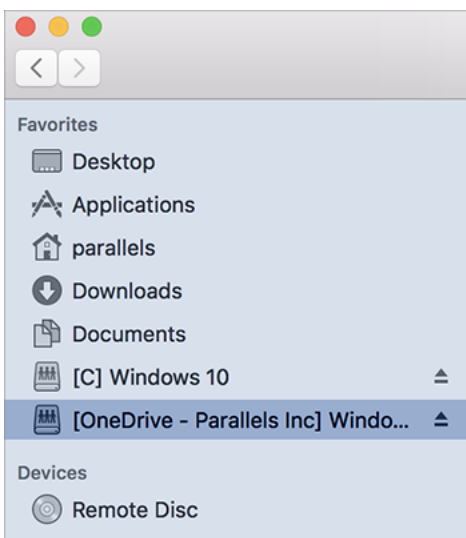 Favorites
Desktop
Applications
parallels
Downloads
Documents
[C] Windows 10
[OneDrive - Parallels Inc] Windo...
Devices
Remote Disc